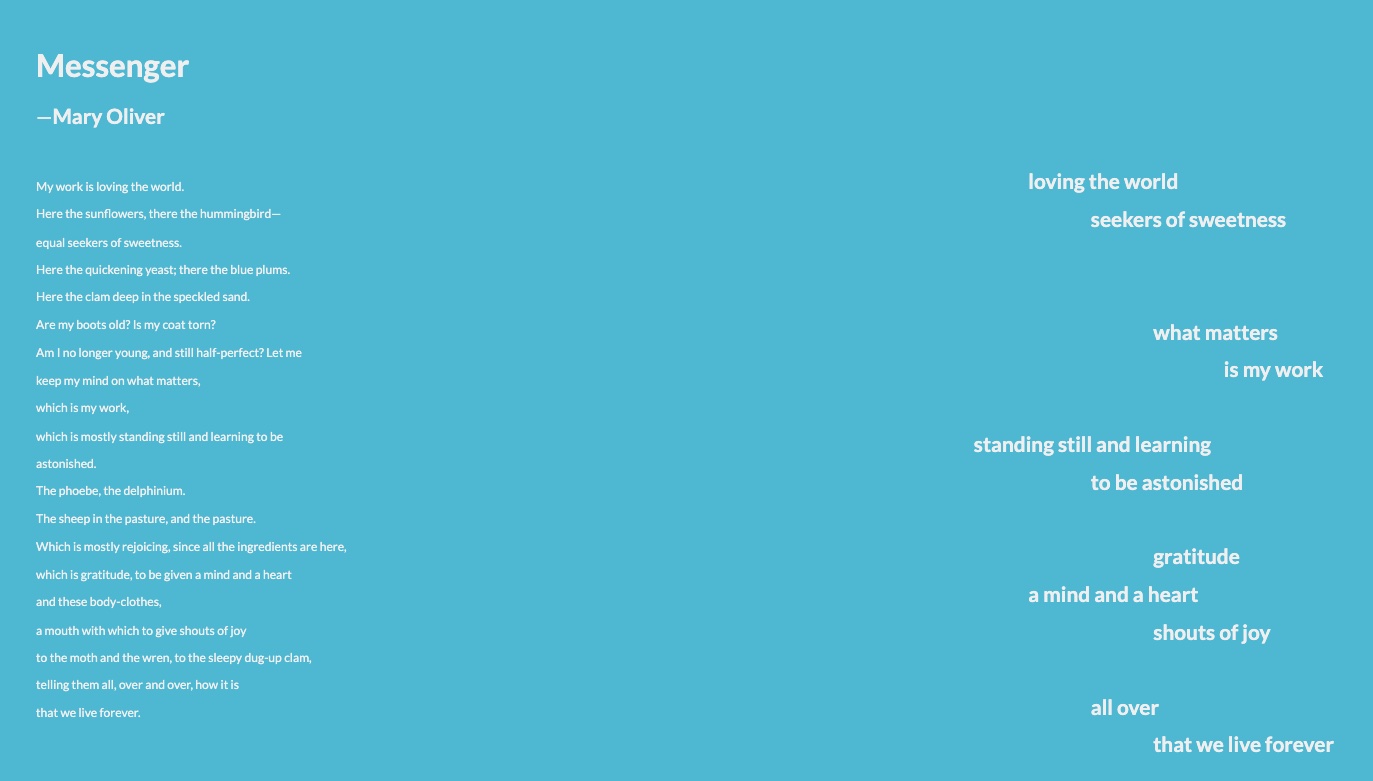 Messenger
—Mary Oliver
My work is loving the world.
Here the sunflowers, there the hummingbird—
equal seekers of sweetness.
Here the quickening yeast; there the blue plums.
Here the clam deep in the speckled sand.
Are my boots old? Is my coat torn?
Am I no longer young, and still half-perfect? Let me
keep my mind on what matters,
which is my work,
which is mostly standing still and learning to be
astonished.
The phoebe, the delphinium.
The sheep in the pasture, and the pasture.
Which is mostly rejoicing, since all the ingredients are here,
which is gratitude, to be given a mind and a heart
and these body-clothes,
a mouth with which to give shouts of joy
to the moth and the wren, to the sleepy dug-up clam,
telling them all, over and over, how it is
that we live forever.
loving the world
seekers of sweetness
what matters
is my work
standing still and learning
to be astonished
gratitude
a mind and a heart
shouts of joy
all over
that we live forever